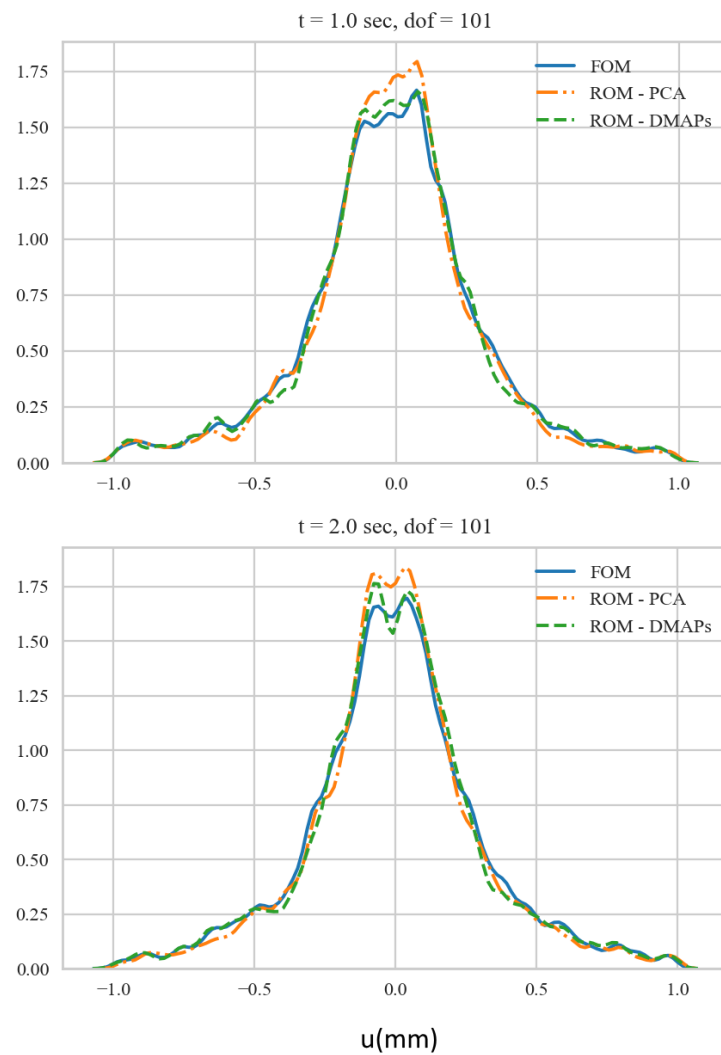 t = 1.0 sec, dof = 101
1.75
1.50
1.25
1.00
0.75
0.50
0.25
0.00
FOM
ROM - PCA
ROM - DMAPs
−1.0 −0.5 0.0 0.5 1.0
t = 2.0 sec, dof = 101
1.75
1.50
1.25
1.00
0.75
0.50
0.25
0.00
FOM
ROM - PCA
ROM - DMAPs
−1.0 −0.5 0.0 0.5 1.0
u(mm)